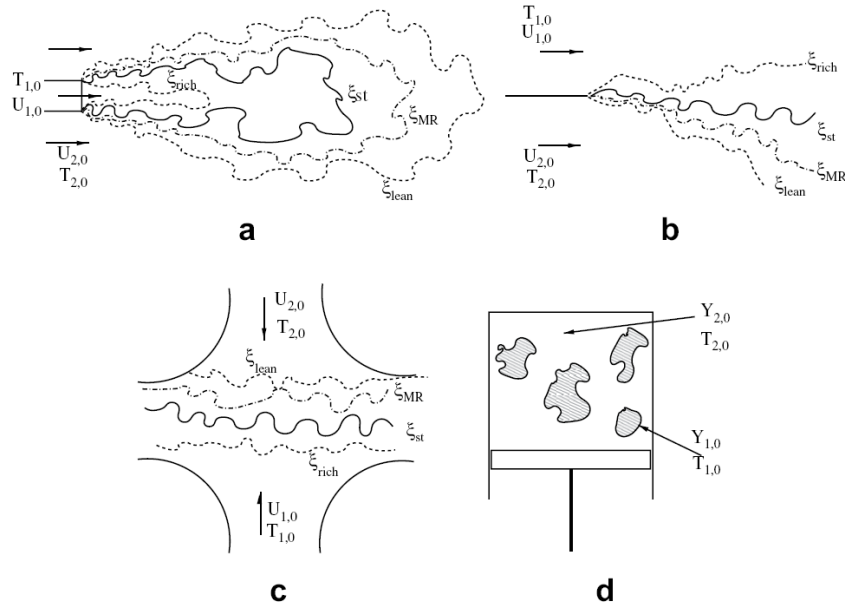 T1,0
U1,0
U2,0
T2,0
ξrich
ξst
ξMR
ξlean
a
T1,0
U1,0
U2,0
T2,0
ξrich
ξst
ξMR
ξlean
b
U2,0
T2,0
ξlean
ξMR
ξst
ξrich
U1,0
T1,0
c
Y2,0
T2,0
Y1,0
T1,0
d